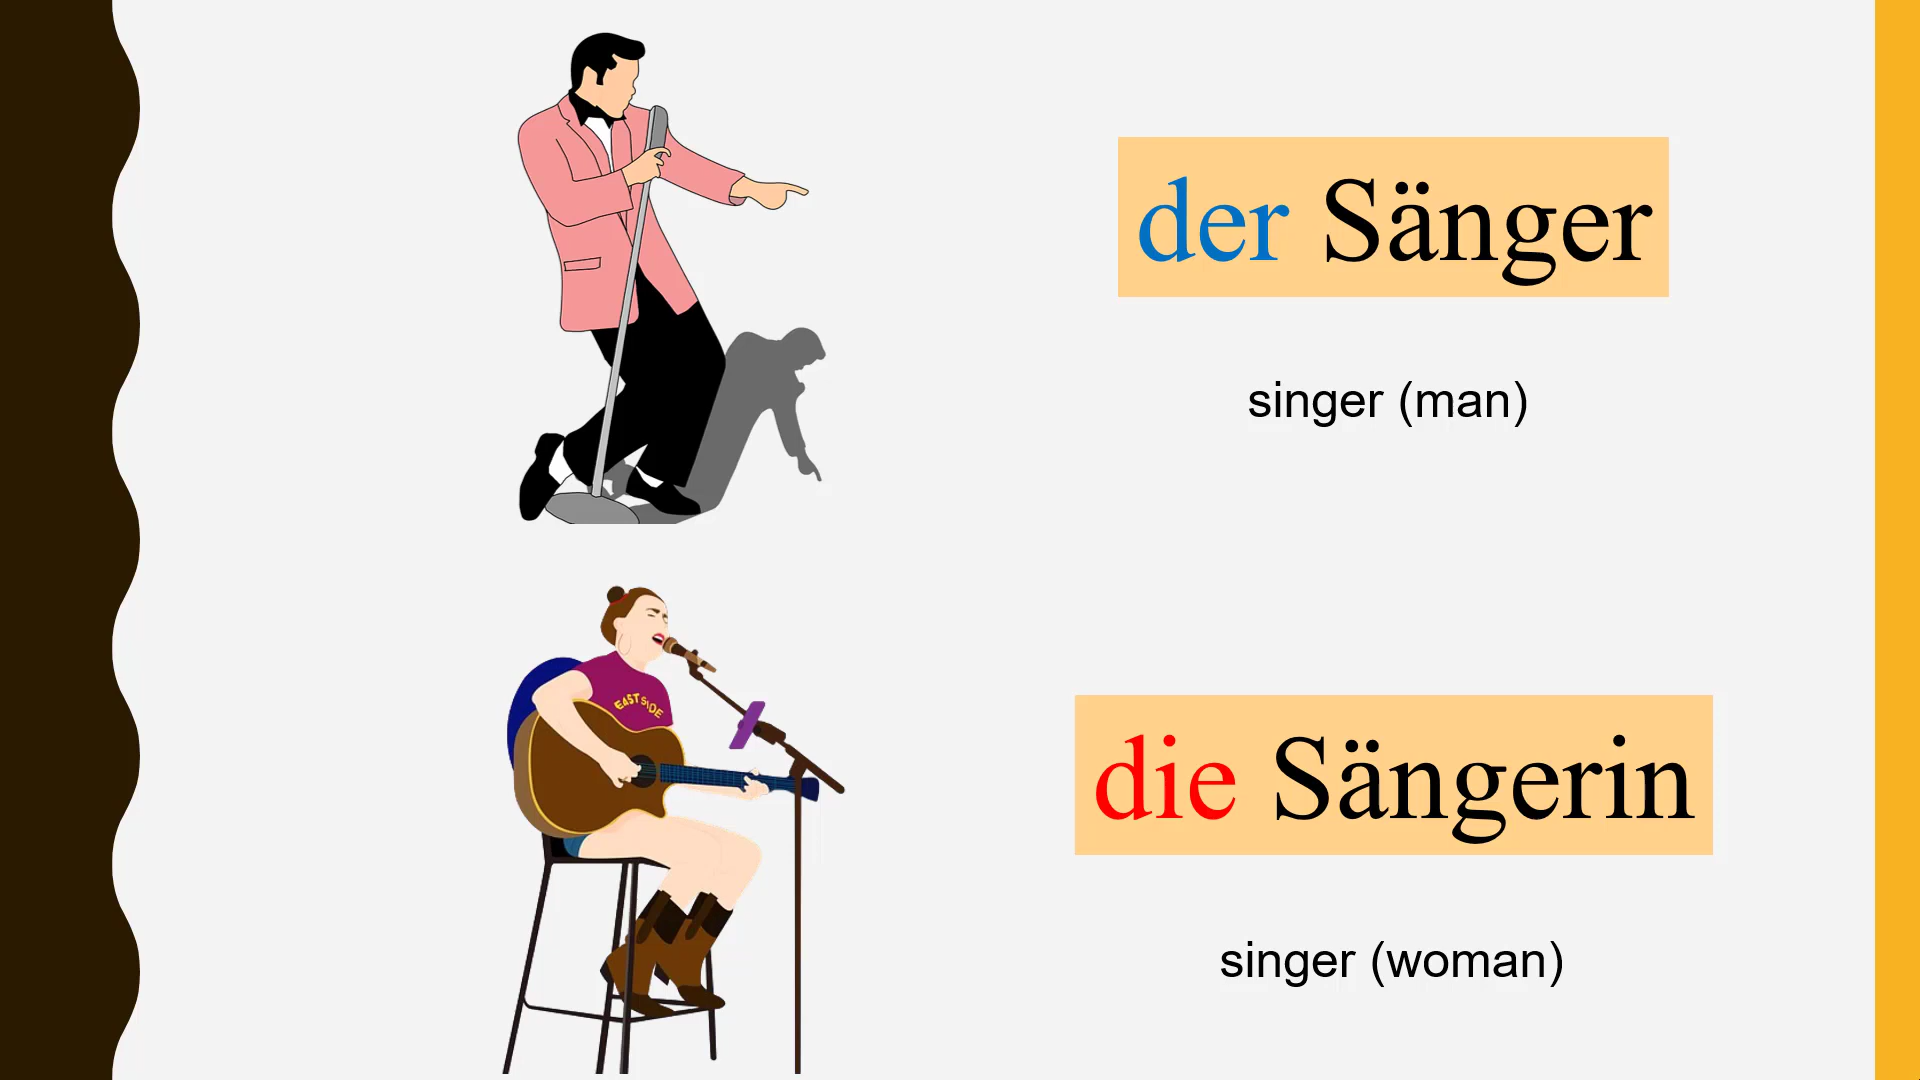 der Sänger
singer (man)
EAST SIDE
die Sängerin
singer (woman)